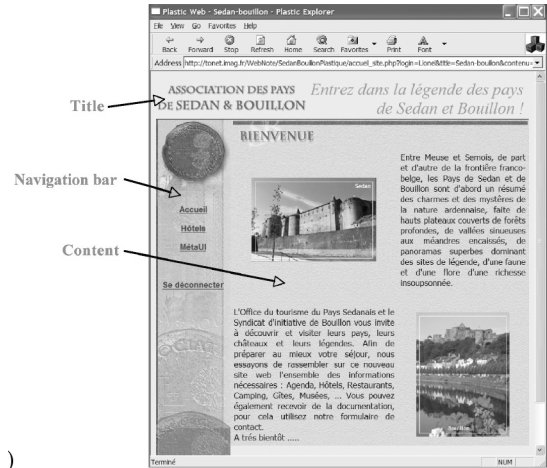 Plastic Web - Sedan-bouillon - Plastic Explorer
File View Go Favorites Help
Back Forward Stop Refresh Home Search Favorites Print Font
Address http://tonet.imag.fr/WebNote/SedanBouillonPlastique/accueil_site.php?login=Lionel&title=Sedan-bouillon&contenu=
Title
ASSOCIATION DES PAYS
DE SEDAN & BOUILLON
Entrez dans la légende des pays
de Sedan et Bouillon !
Navigation bar
Accueil
Hôtels
MétaUI
Se déconnecter
Content
BIENVENUE
Sedan
Entre Meuse et Semois, de part
et d'autre de la frontière franco-
belge, les Pays de Sedan et de
Bouillon sont d'abord un résumé
des charmes et des mystères de
la nature ardennaise, faite de
hauts plateaux couverts de forêts
profondes, de vallées sinueuses
aux méandres encaissés, de
panoramas superbes dominant
des sites de légende, d'une faune
et d'une flore d'une richesse
insoupsonnée.
L'Office du tourisme du Pays Sedanais et le
Syndicat d'initiative de Bouillon vous invite
à découvrir et visiter leurs pays, leurs
châteaux et leurs légendes. Afin de
préparer au mieux votre séjour, nous
essayons de rassembler sur ce nouveau
site web l'ensemble des informations
nécessaires : Agenda, Hôtels, Restaurants,
Camping, Gîtes, Musées, ... Vous pouvez
également recevoir de la documentation,
pour cela utilisez notre formulaire de
contact.
A très bientôt .....
Bouillon
Terminé
NUM
)